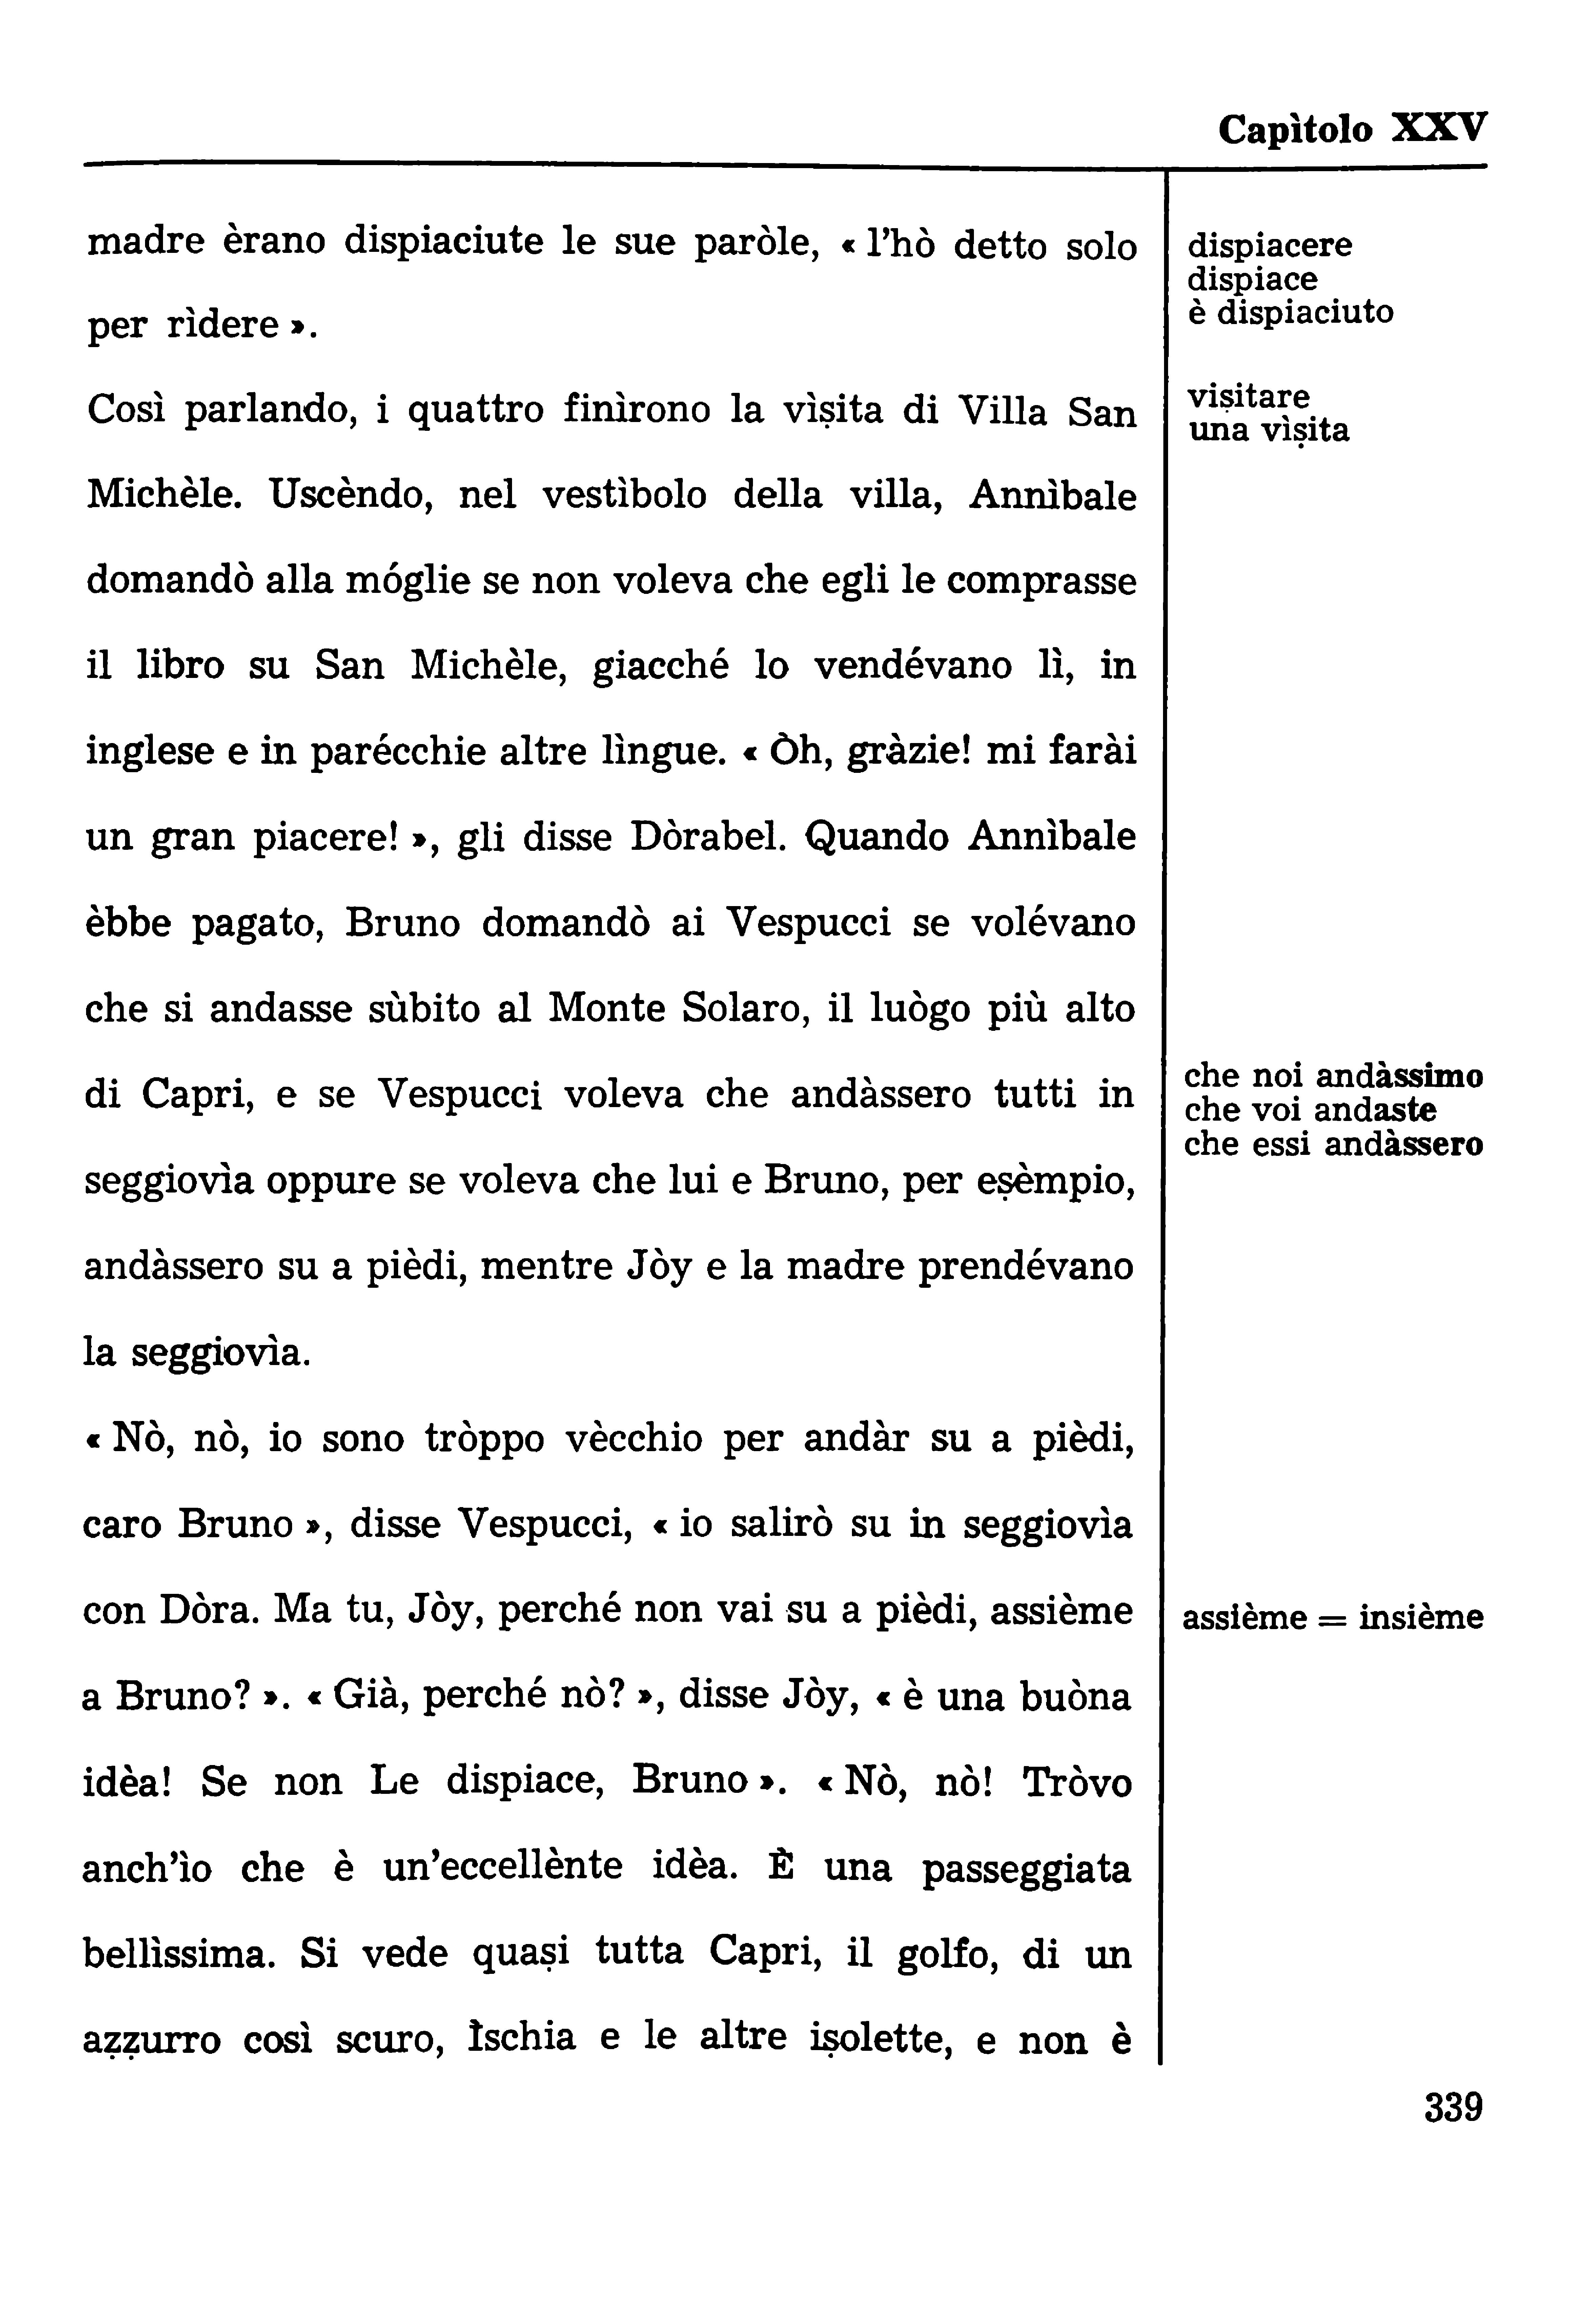 Capìtolo XXV
madre èrano dispiaciute le sue paròle, « l'hò detto solo
per rìdere ».
Così parlando, i quattro finìrono la vìṣita di Villa San
Michèle. Uscèndo, nel vestìbolo della villa, Annìbale
domandò alla móglie se non voleva che egli le comprasse
il libro su San Michèle, giacché lo vendévano lì, in
inglese e in parécchie altre lìngue. « Òh, gràzie! mi farài
un gran piacere! », gli disse Dòrabel. Quando Annìbale
èbbe pagato, Bruno domandò ai Vespucci se volévano
che si andasse sùbito al Monte Solaro, il luògo più alto
di Capri, e se Vespucci voleva che andàssero tutti in
seggiovìa oppure se voleva che lui e Bruno, per eṣèmpio,
andàssero su a pièdi, mentre Jòy e la madre prendévano
la seggiovìa.
« Nò, nò, io sono tròppo vècchio per andàr su a pièdi,
caro Bruno », disse Vespucci, « io salirò su in seggiovìa
con Dòra. Ma tu, Jòy, perché non vai su a pièdi, assième
a Bruno? ». « Già, perché nò? », disse Jòy, « è una buòna
idèa! Se non Le dispiace, Bruno ». « Nò, nò! Tròvo
anch'ìo che è un'eccellènte idèa. È una passeggiata
bellìssima. Si vede quaṣi tutta Capri, il golfo, di un
aẓẓurro così scuro, Ìschia e le altre iṣolette, e non è
dispiacere
dispiace
è dispiaciuto
viṣitare
una vìṣita
che noi andàssimo
che voi andaste
che essi andàssero
assième = insième
339